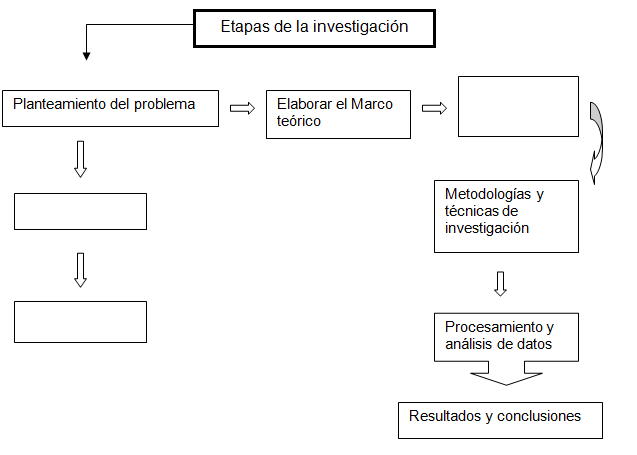 Etapas de la investigación
Planteamiento del problema
Elaborar el Marco
teórico
Metodologías y
técnicas de
investigación
Procesamiento y
análisis de datos
Resultados y conclusiones